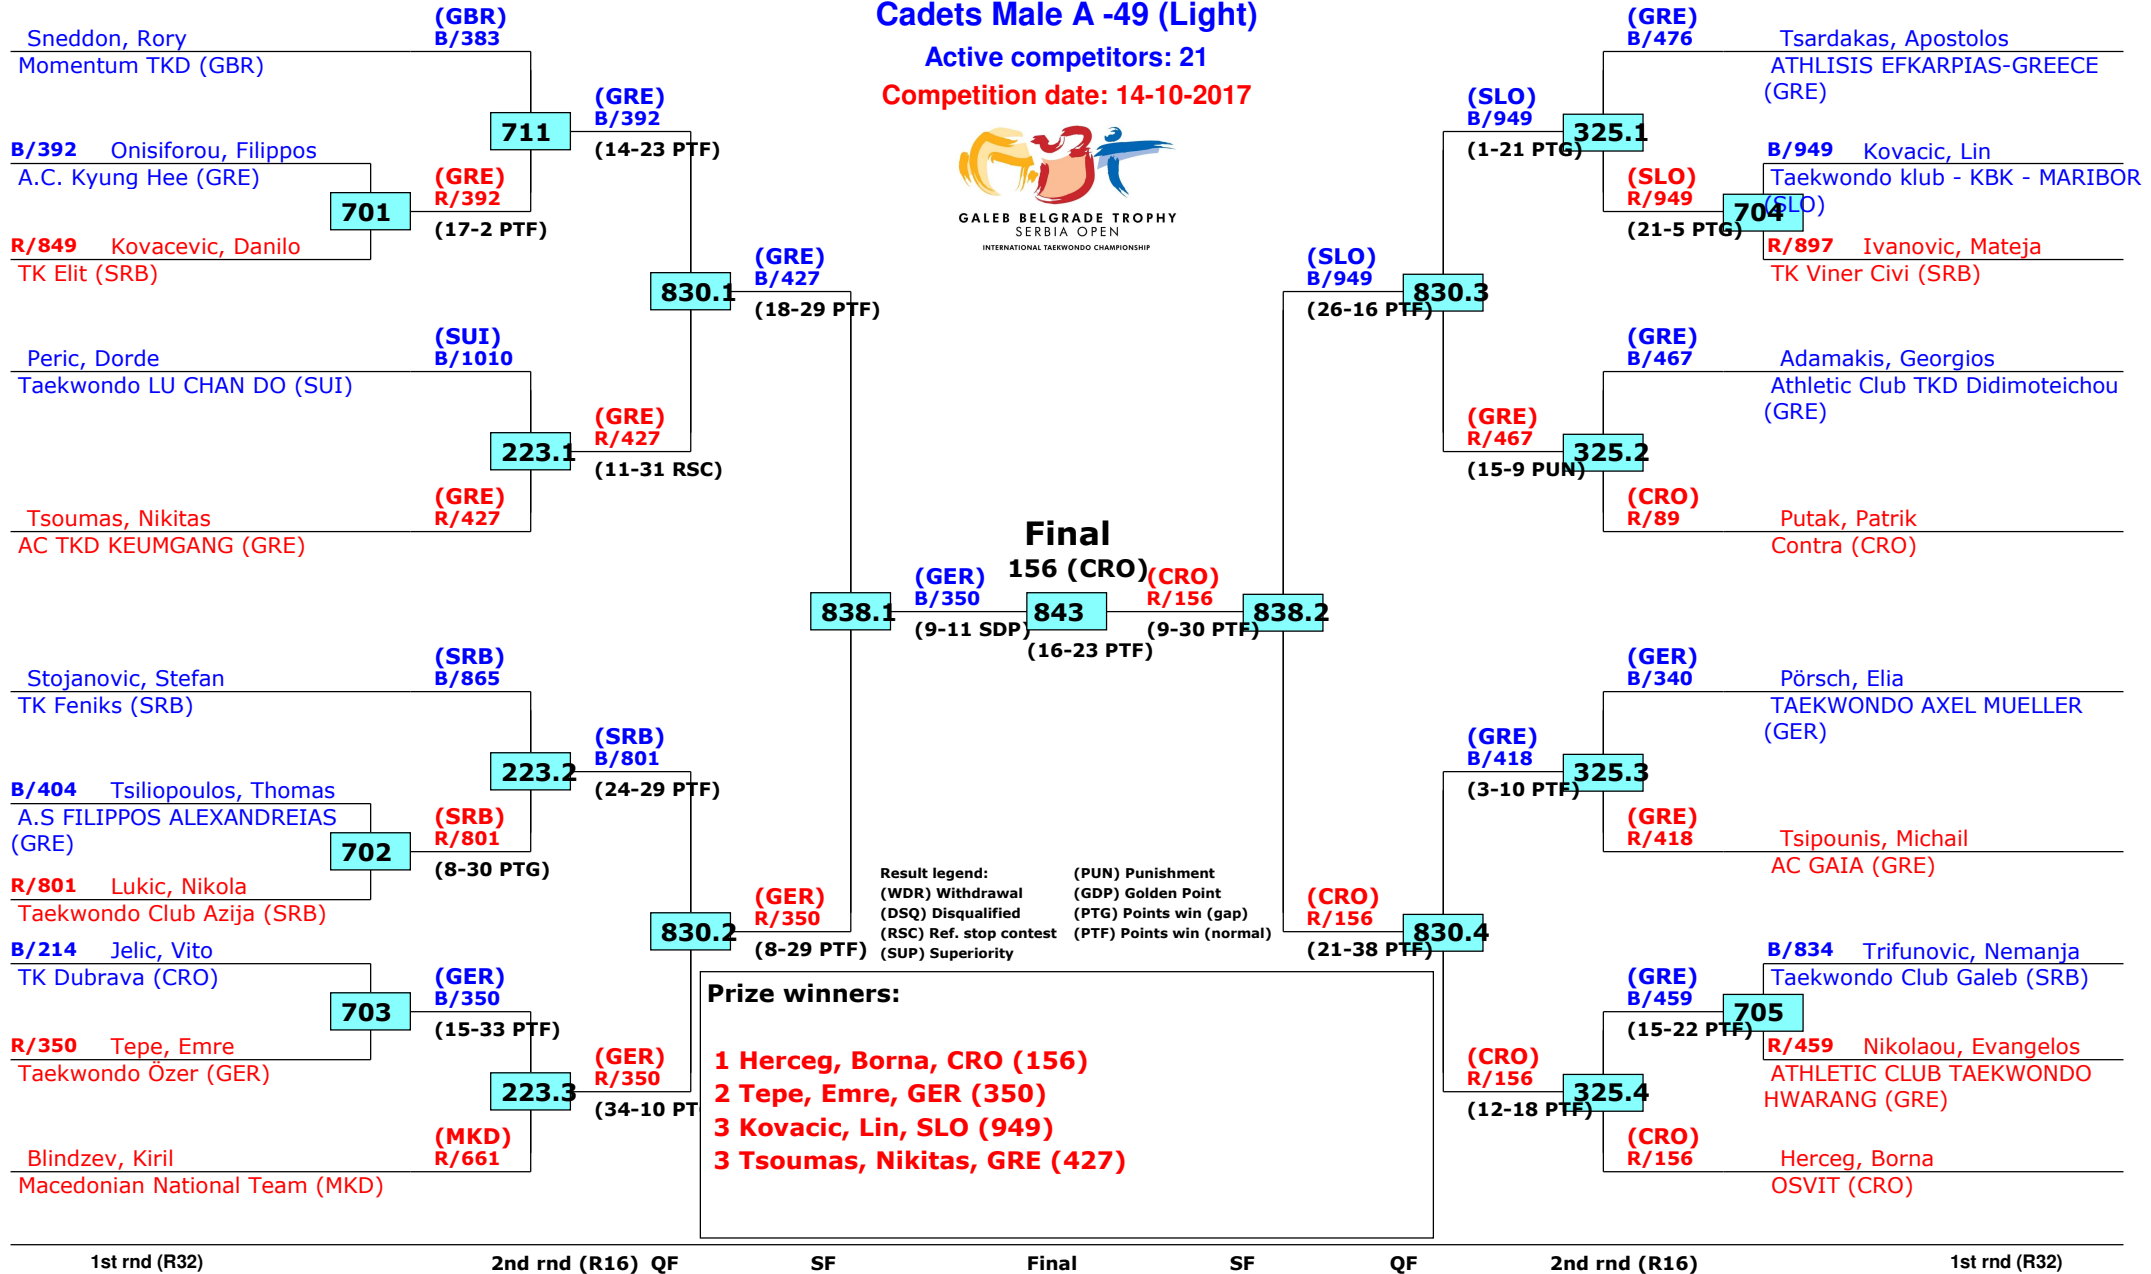 Cadets Male A -49 (Light)
Active competitors: 21
Competition date: 14-10-2017
GALEB BELGRADE TROPHY
SERBIA OPEN
INTERNATIONAL TAEKWONDO CHAMPIONSHIP
Sneddon, Rory
Momentum TKD (GBR)
(GBR)
B/383
711
(GRE)
B/392
(14-23 PTF)
B/392 Onisiforou, Filippos
A.C. Kyung Hee (GRE)
701
(GRE)
R/392
(17-2 PTF)
R/849 Kovacevic, Danilo
TK Elit (SRB)
830.1
(GRE)
B/427
(18-29 PTF)
Peric, Dorde
Taekwondo LU CHAN DO (SUI)
(SUI)
B/1010
223.1
(GRE)
R/427
(11-31 RSC)
Tsoumas, Nikitas
AC TKD KEUMGANG (GRE)
(GRE)
R/427
838.1
(GER)
B/350
(9-11 SDP)
Stojanovic, Stefan
TK Feniks (SRB)
(SRB)
B/865
223.2
(SRB)
B/801
(24-29 PTF)
B/404 Tsiliopoulos, Thomas
A.S FILIPPOS ALEXANDREIAS
(GRE)
702
(SRB)
R/801
(8-30 PTG)
R/801 Lukic, Nikola
Taekwondo Club Azija (SRB)
830.2
(GER)
R/350
(8-29 PTF)
B/214 Jelic, Vito
TK Dubrava (CRO)
703
(GER)
B/350
(15-33 PTF)
R/350 Tepe, Emre
Taekwondo Özer (GER)
223.3
(GER)
R/350
(34-10 PT
Blindzev, Kiril
Macedonian National Team (MKD)
(MKD)
R/661
Final
156 (CRO)
843
(16-23 PTF)
(CRO)
R/156
(9-30 PTF)
838.2
(GRE)
B/476
Tsardakas, Apostolos
ATHLISIS EFKARPIAS-GREECE
(GRE)
(SLO)
B/949
(1-21 PTG)
325.1
B/949 Kovacic, Lin
Taekwondo klub - KBK - MARIBOR
(SLO)
(SLO)
R/949
(21-5 PTG)
704
R/897 Ivanovic, Mateja
TK Viner Civi (SRB)
(SLO)
B/949
(26-16 PTF)
830.3
(GRE)
B/467
Adamakis, Georgios
Athletic Club TKD Didimoteichou
(GRE)
(GRE)
R/467
(15-9 PUN)
325.2
(CRO)
R/89
Putak, Patrik
Contra (CRO)
(GER)
B/340
Pörsch, Elia
TAEKWONDO AXEL MUELLER
(GER)
(GRE)
B/418
(3-10 PTF)
325.3
(GRE)
R/418
Tsipounis, Michail
AC GAIA (GRE)
(CRO)
R/156
(21-38 PTF)
830.4
B/834 Trifunovic, Nemanja
Taekwondo Club Galeb (SRB)
(GRE)
B/459
(15-22 PTF)
705
R/459 Nikolaou, Evangelos
ATHLETIC CLUB TAEKWONDO
HWARANG (GRE)
(CRO)
R/156
(12-18 PTF)
325.4
(CRO)
R/156
Herceg, Borna
OSVIT (CRO)
Result legend: (PUN) Punishment
(WDR) Withdrawal (GDP) Golden Point
(DSQ) Disqualified (PTG) Points win (gap)
(RSC) Ref. stop contest (PTF) Points win (normal)
(SUP) Superiority
Prize winners:
1 Herceg, Borna, CRO (156)
2 Tepe, Emre, GER (350)
3 Kovacic, Lin, SLO (949)
3 Tsoumas, Nikitas, GRE (427)
1st rnd (R32) 2nd rnd (R16) QF SF Final SF QF 2nd rnd (R16) 1st rnd (R32)